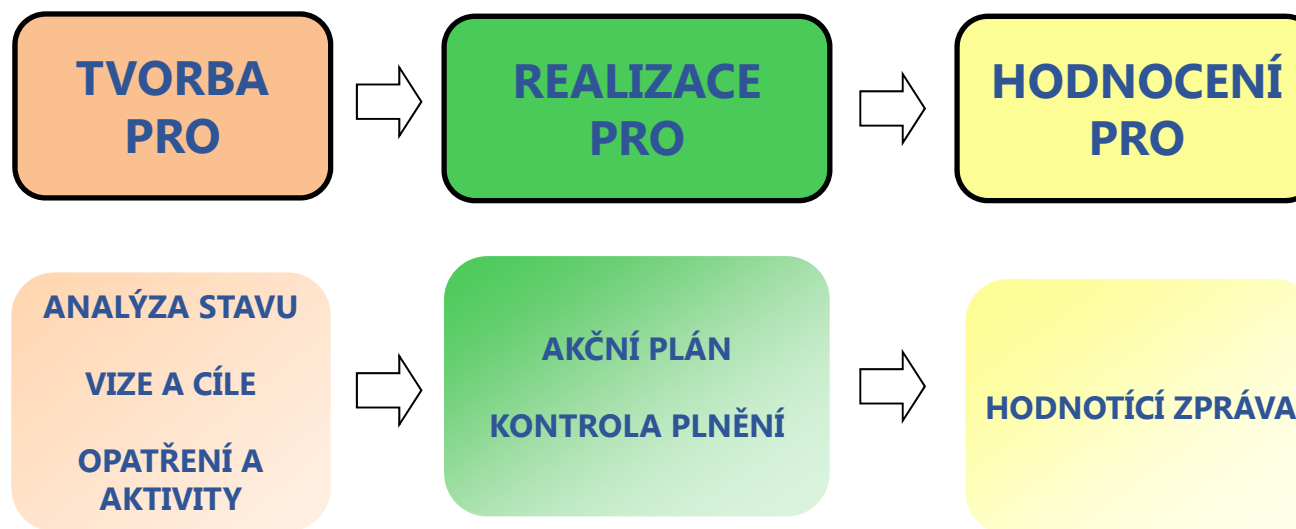 TVORBA
PRO
REALIZACE
PRO
HODNOCENÍ
PRO
ANALÝZA STAVU
VIZE A CÍLE
OPATŘENÍ A
AKTIVITY
AKČNÍ PLÁN
KONTROLA PLNĚNÍ
HODNOTÍCÍ ZPRÁVA